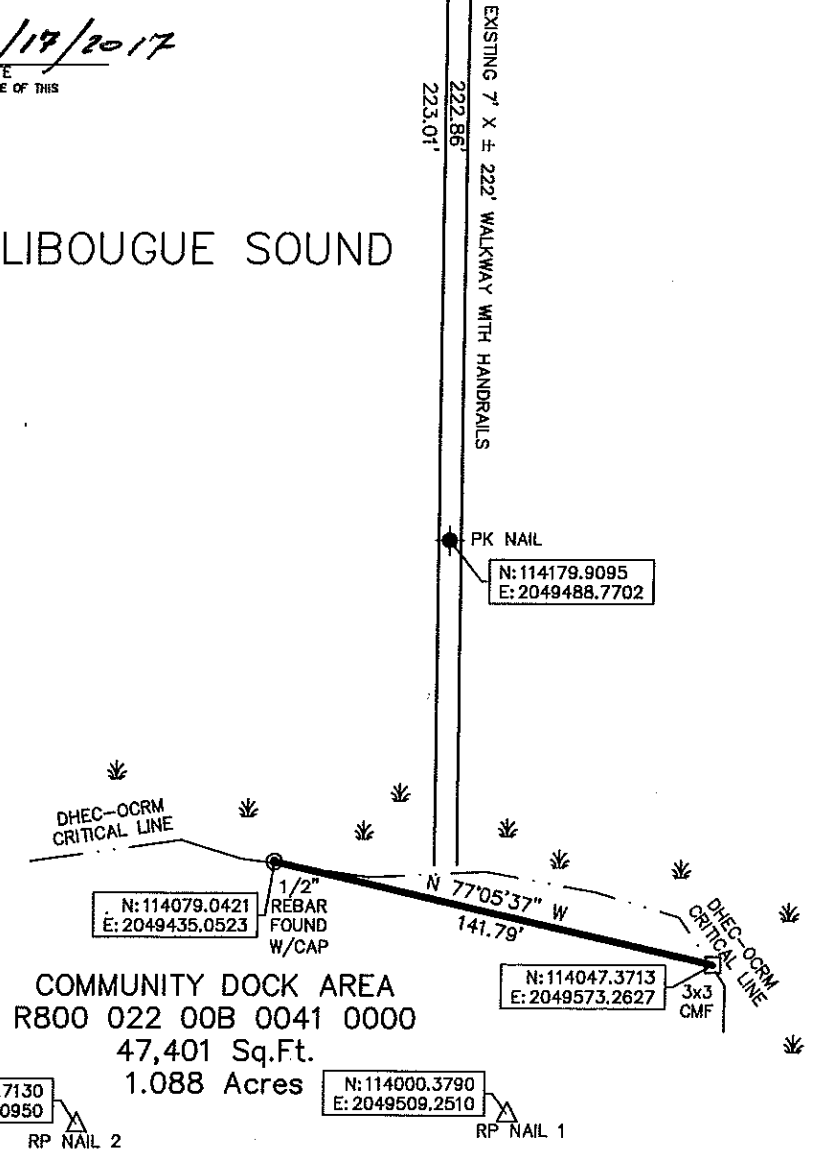 /17/2017
E
E OF THIS
EXISTING 7' X ± 222' WALKWAY WITH HANDRAILS
222.86'
223.01'
LIBOUGUE SOUND
PK NAIL
N:114179.9095
E:2049488.7702
DHEC-OCRM
CRITICAL LINE
N:114079.0421
E:2049435.0523
1/2"
REBAR
FOUND
W/CAP
N 77°05'37" W
141.79'
DHEC-OCRM
CRITICAL LINE
N:114047.3713
E:2049573.2627
3x3
CMF
COMMUNITY DOCK AREA
R800 022 00B 0041 0000
47,401 Sq.Ft.
1.088 Acres
7130
0950
RP NAIL 2
N:114000.3790
E:2049509.2510
RP NAIL 1